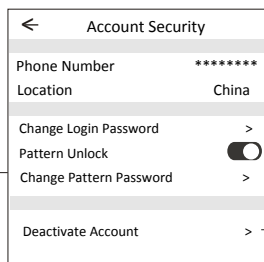 Account Security
Phone Number ********
Location China
Change Login Password >
Pattern Unlock
Change Pattern Password >
Deactivate Account >